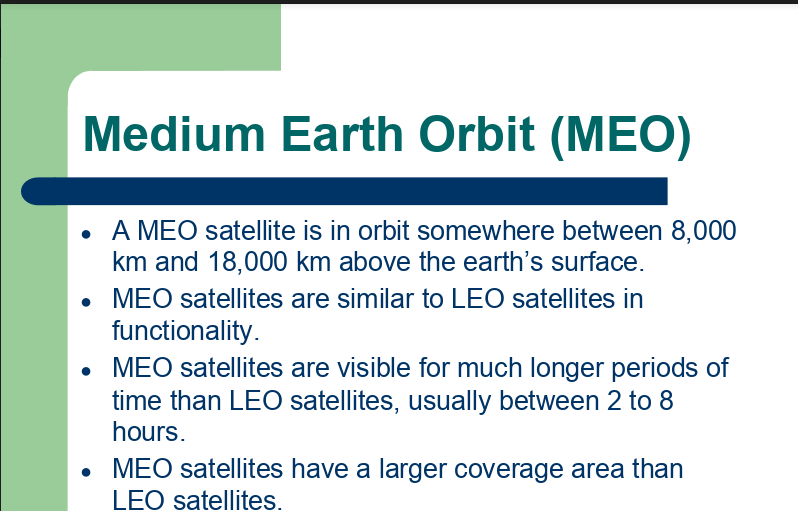 Medium Earth Orbit (MEO)
• A MEO satellite is in orbit somewhere between 8,000
km and 18,000 km above the earth’s surface.
• MEO satellites are similar to LEO satellites in
functionality.
• MEO satellites are visible for much longer periods of
time than LEO satellites, usually between 2 to 8
hours.
• MEO satellites have a larger coverage area than
LEO satellites.